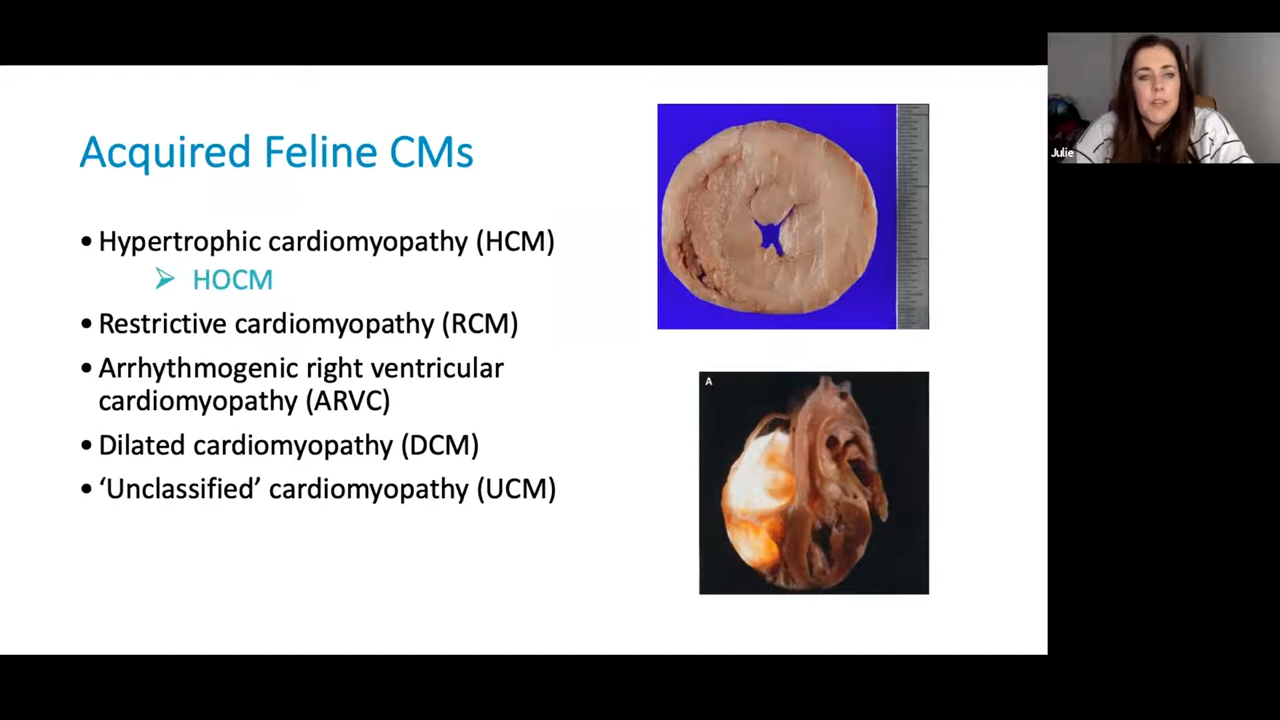 Acquired Feline CMs
• Hypertrophic cardiomyopathy (HCM)
➢ HOCM
• Restrictive cardiomyopathy (RCM)
• Arrhythmogenic right ventricular
cardiomyopathy (ARVC)
• Dilated cardiomyopathy (DCM)
• ‘Unclassified’ cardiomyopathy (UCM)
A
Julie